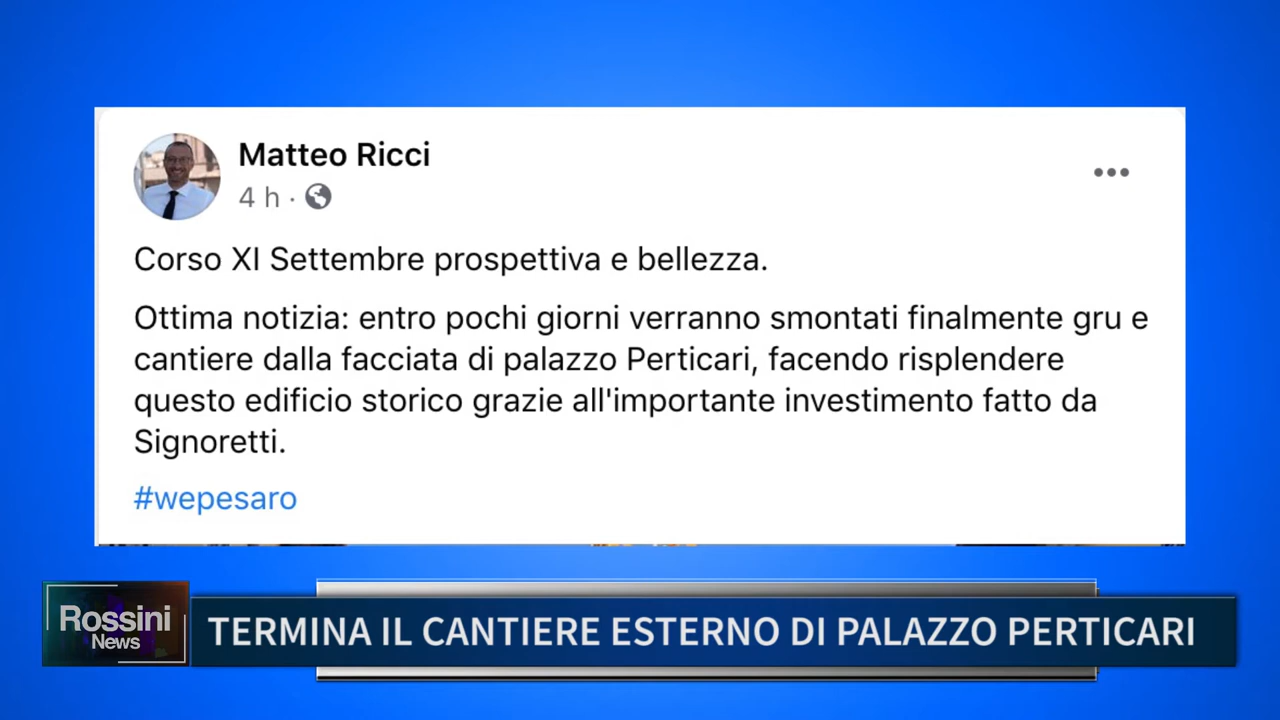 Matteo Ricci
4 h ·
Corso XI Settembre prospettiva e bellezza.
Ottima notizia: entro pochi giorni verranno smontati finalmente gru e
cantiere dalla facciata di palazzo Perticari, facendo risplendere
questo edificio storico grazie all'importante investimento fatto da
Signoretti.
#wepesaro
Rossini
News
TERMINA IL CANTIERE ESTERNO DI PALAZZO PERTICARI